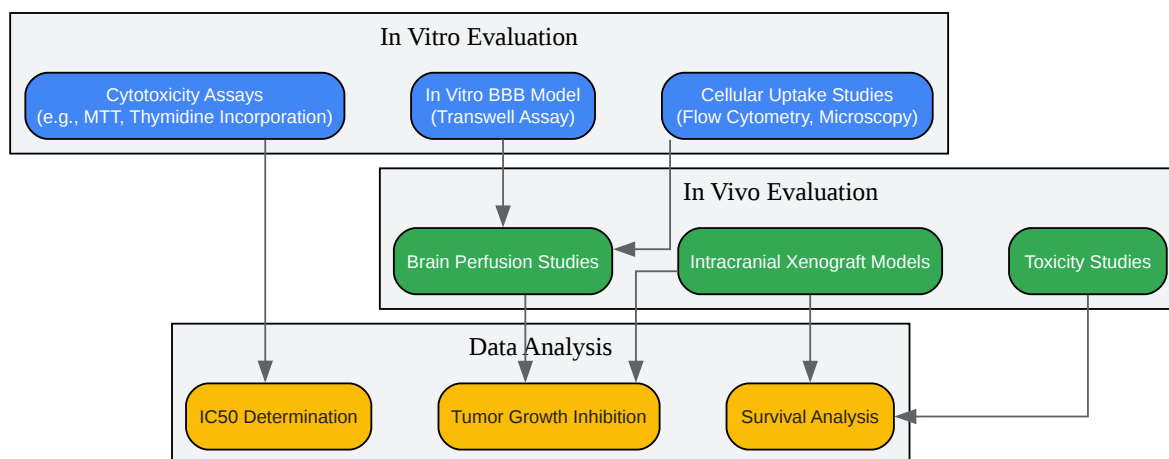 In Vitro Evaluation
Cytotoxicity Assays
(e.g., MTT, Thymidine Incorporation)
In Vitro BBB Model
(Transwell Assay)
Cellular Uptake Studies
(Flow Cytometry, Microscopy)
In Vivo Evaluation
Brain Perfusion Studies
Intracranial Xenograft Models
Toxicity Studies
Data Analysis
IC50 Determination
Tumor Growth Inhibition
Survival Analysis